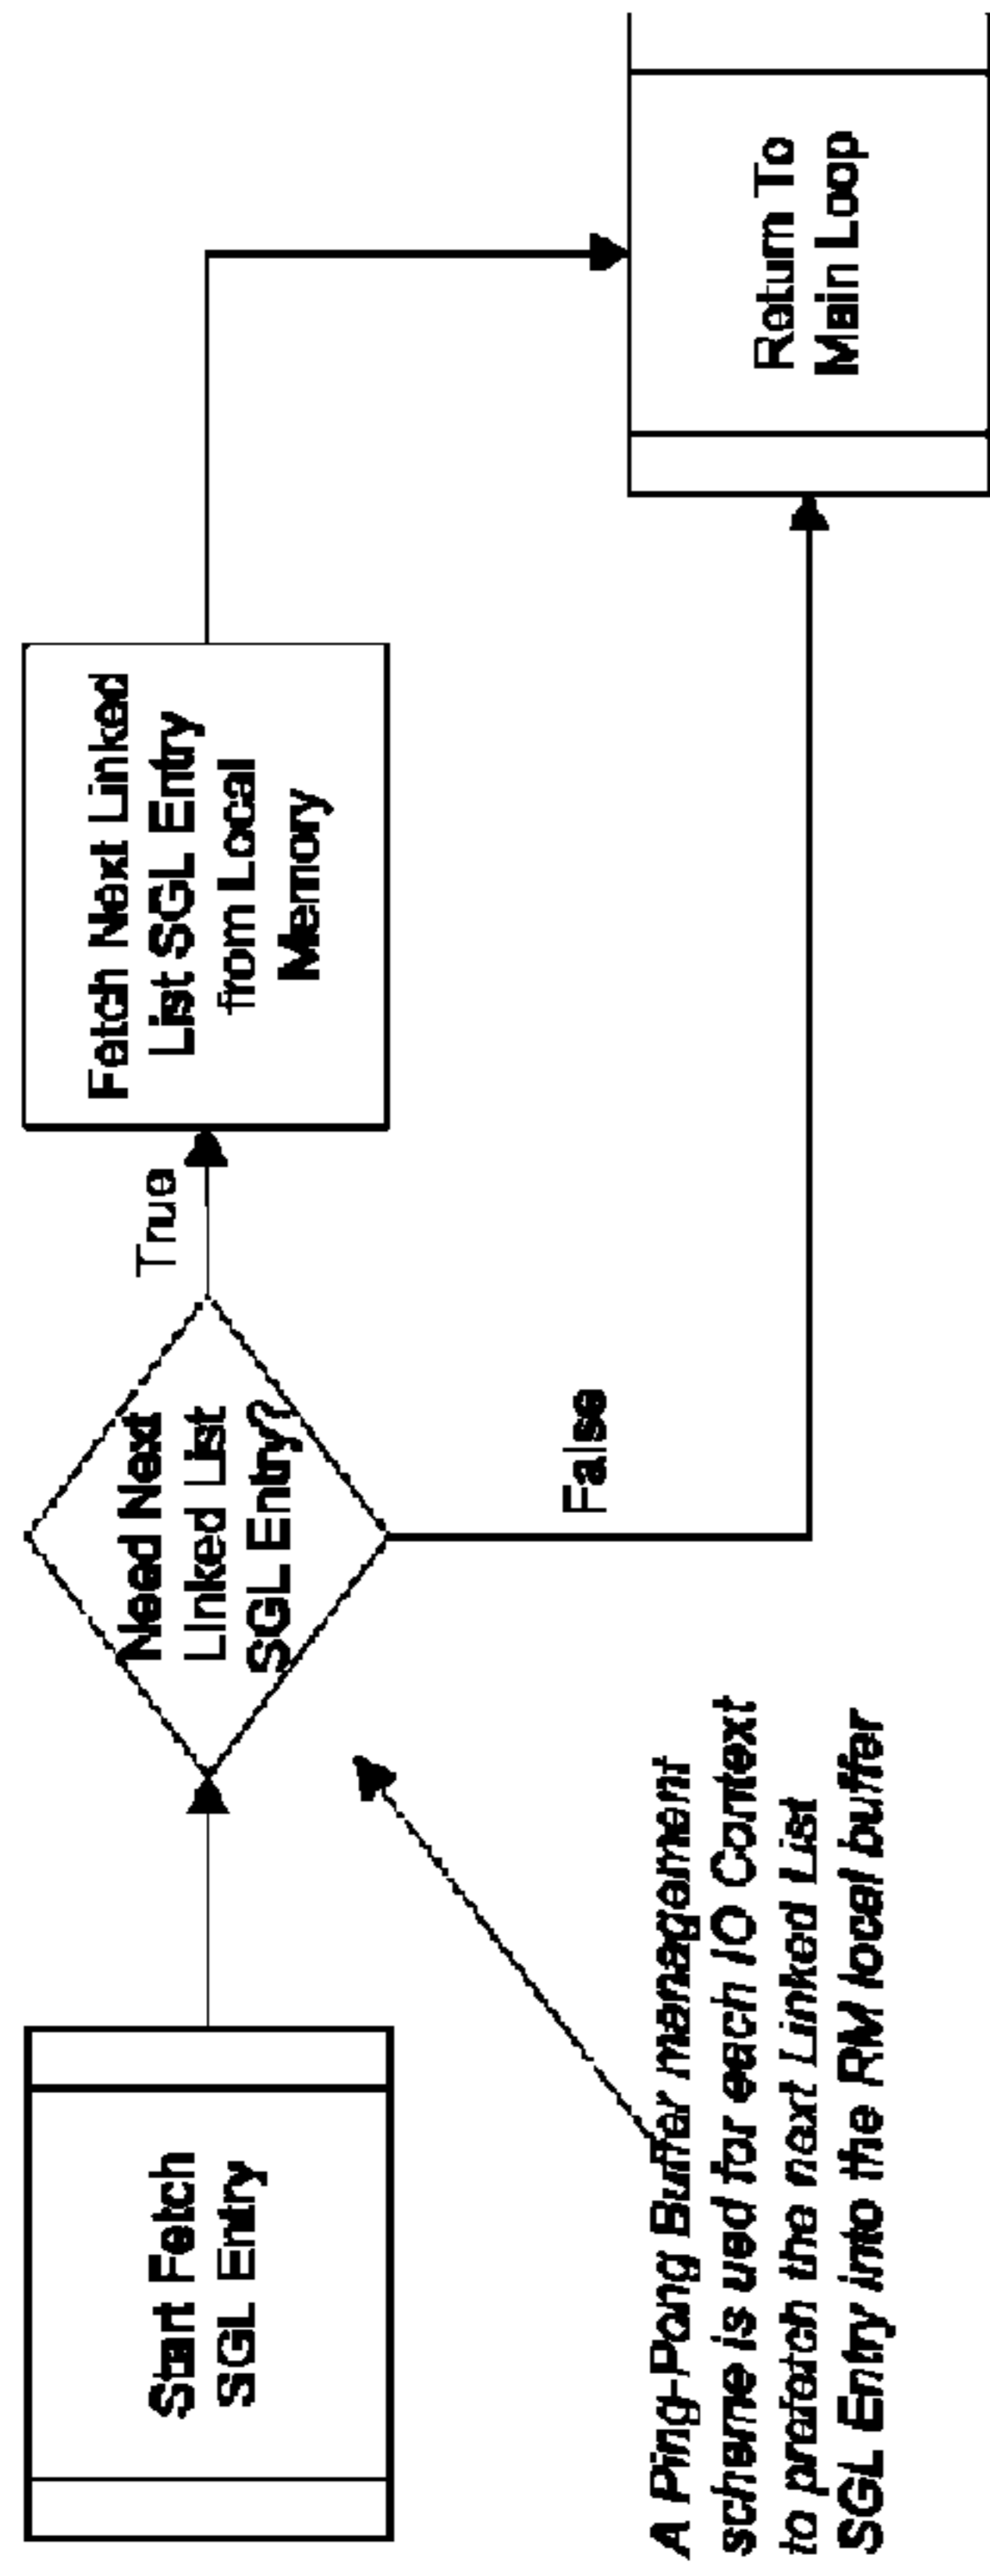 Start Fetch
SGL Entry
Need Next
Linked List
SGL Entry?
True
Fetch Next Linked
List SGL Entry
from Local
Memory
False
Return To
Main Loop
A Ping-Pong Buffer management
scheme is ued for each IO Context
to prefetch the next Linked List
SGL Entry into the RM local buffer